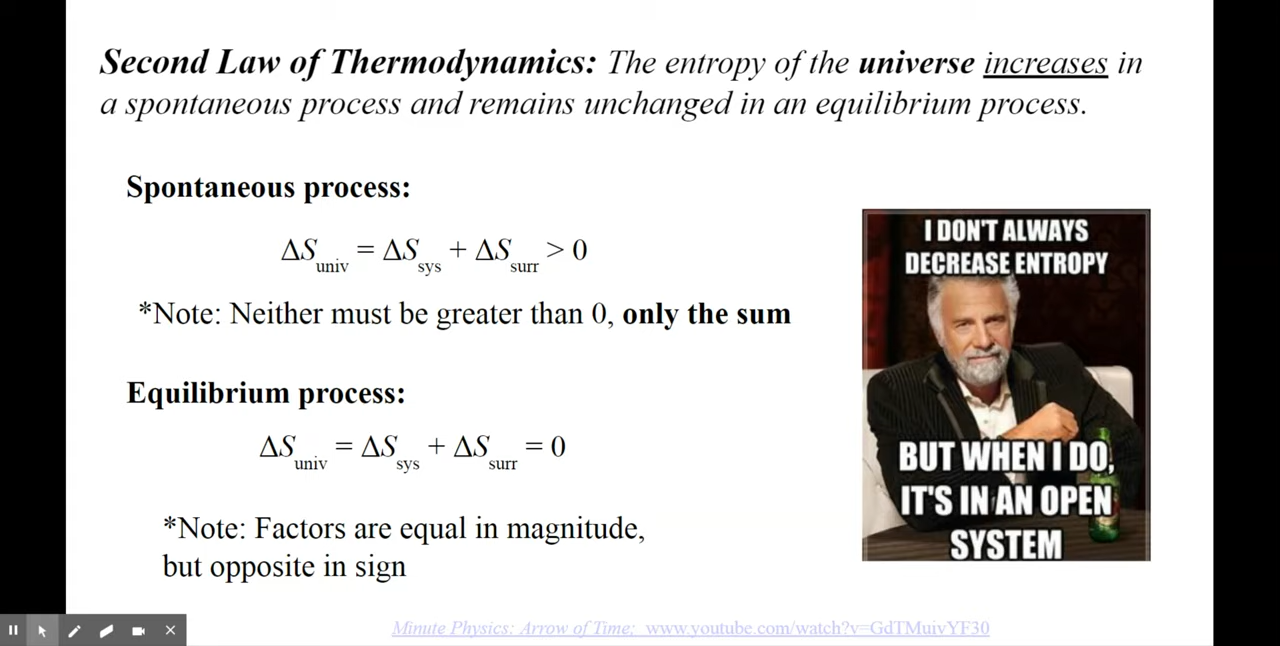 Second Law of Thermodynamics: The entropy of the universe increases in
a spontaneous process and remains unchanged in an equilibrium process.
Spontaneous process:
ΔSuniv = ΔSsys + ΔSsurr > 0
*Note: Neither must be greater than 0, only the sum
Equilibrium process:
ΔSuniv = ΔSsys + ΔSsurr = 0
*Note: Factors are equal in magnitude,
but opposite in sign
I DON'T ALWAYS
DECREASE ENTROPY
BUT WHEN I DO,
IT'S IN AN OPEN
SYSTEM
Minute Physics: Arrow of Time; www.youtube.com/watch?v=GdTMuivYF30